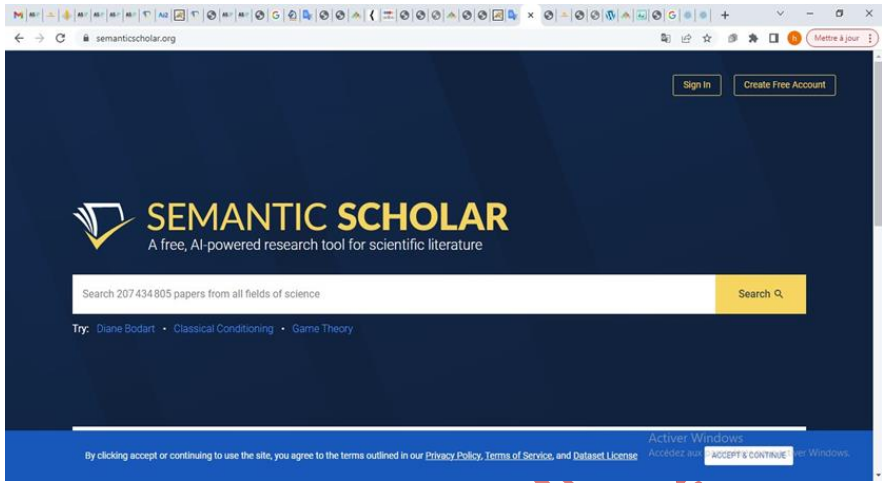 semanticscholar.org
Mettre à jour
Sign In
Create Free Account
SEMANTIC SCHOLAR
A free, AI-powered research tool for scientific literature
Search 207 434 805 papers from all fields of science
Search
Try: Diane Bodart • Classical Conditioning • Game Theory
Activer Windows
By clicking accept or continuing to use the site, you agree to the terms outlined in our Privacy Policy, Terms of Service, and Dataset License
Accédez aux
ACCEPT & CONTINUE
Windows.